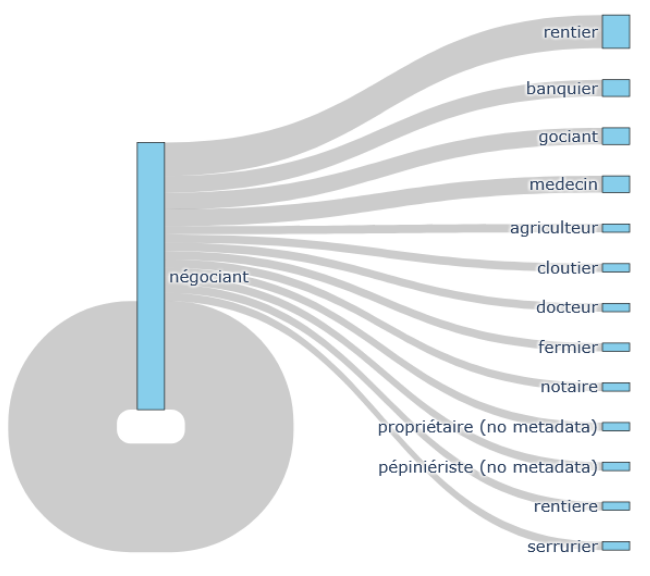 rentier
banquier
gociant
medecin
agriculteur
cloutier
négociant
docteur
fermier
notaire
propriétaire (no metadata)
pépiniériste (no metadata)
rentiere
serrurier